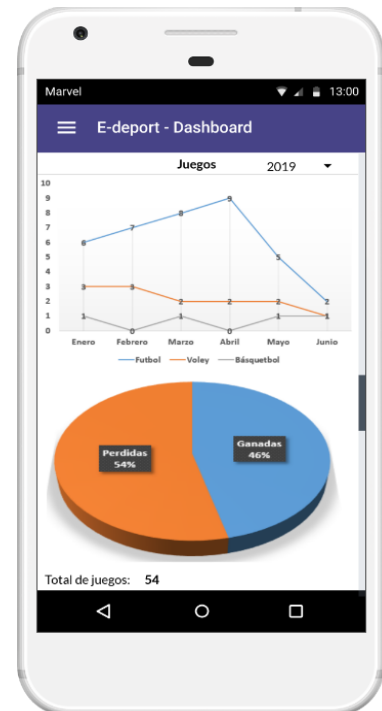 Marvel 13:00
E-deport - Dashboard
Juegos 2019
10
9
8
7
6
5
4
3
2
1
0
6 7 8 9 5 2
3 3 2 2 2 1
1 0 1 0 1 1
Enero Febrero Marzo Abril Mayo Junio
Futbol Voley Básquetbol
Perdidas
54%
Ganadas
46%
Total de juegos: 54